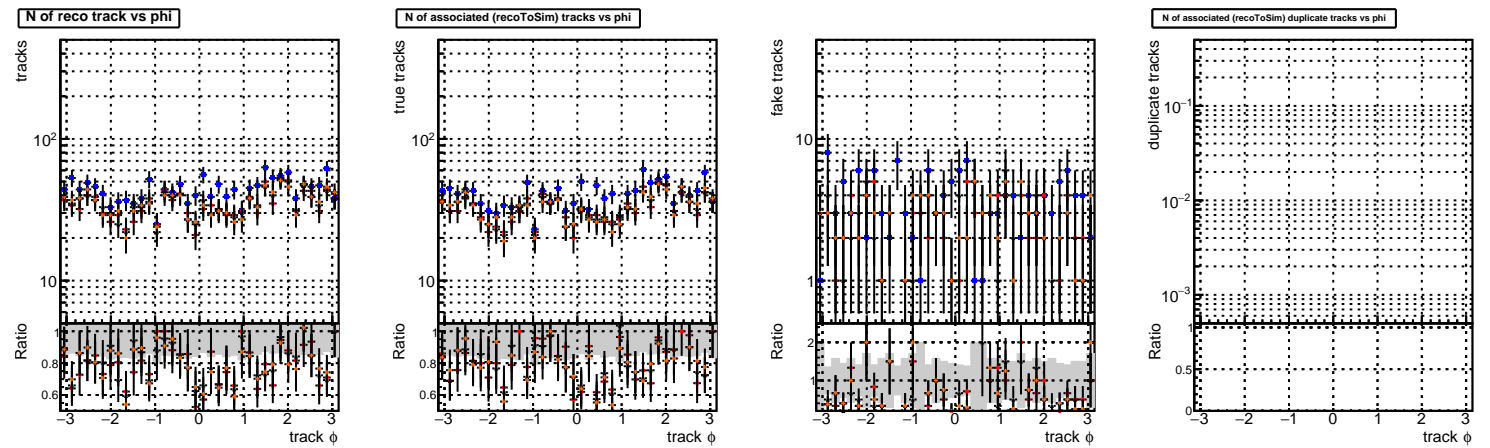 N of reco track vs phi
tracks
10²
10
Ratio
1
0.8
0.6
−3 −2 −1 0 1 2 3
track ϕ
N of associated (recoToSim) tracks vs phi
true tracks
10²
10
Ratio
1
0.8
0.6
−3 −2 −1 0 1 2 3
track ϕ
fake tracks
10
1
Ratio
2
1
−3 −2 −1 0 1 2 3
track ϕ
N of associated (recoToSim) duplicate tracks vs phi
duplicate tracks
10⁻¹
10⁻²
10⁻³
Ratio
1
0.5
0
−3 −2 −1 0 1 2 3
track ϕ